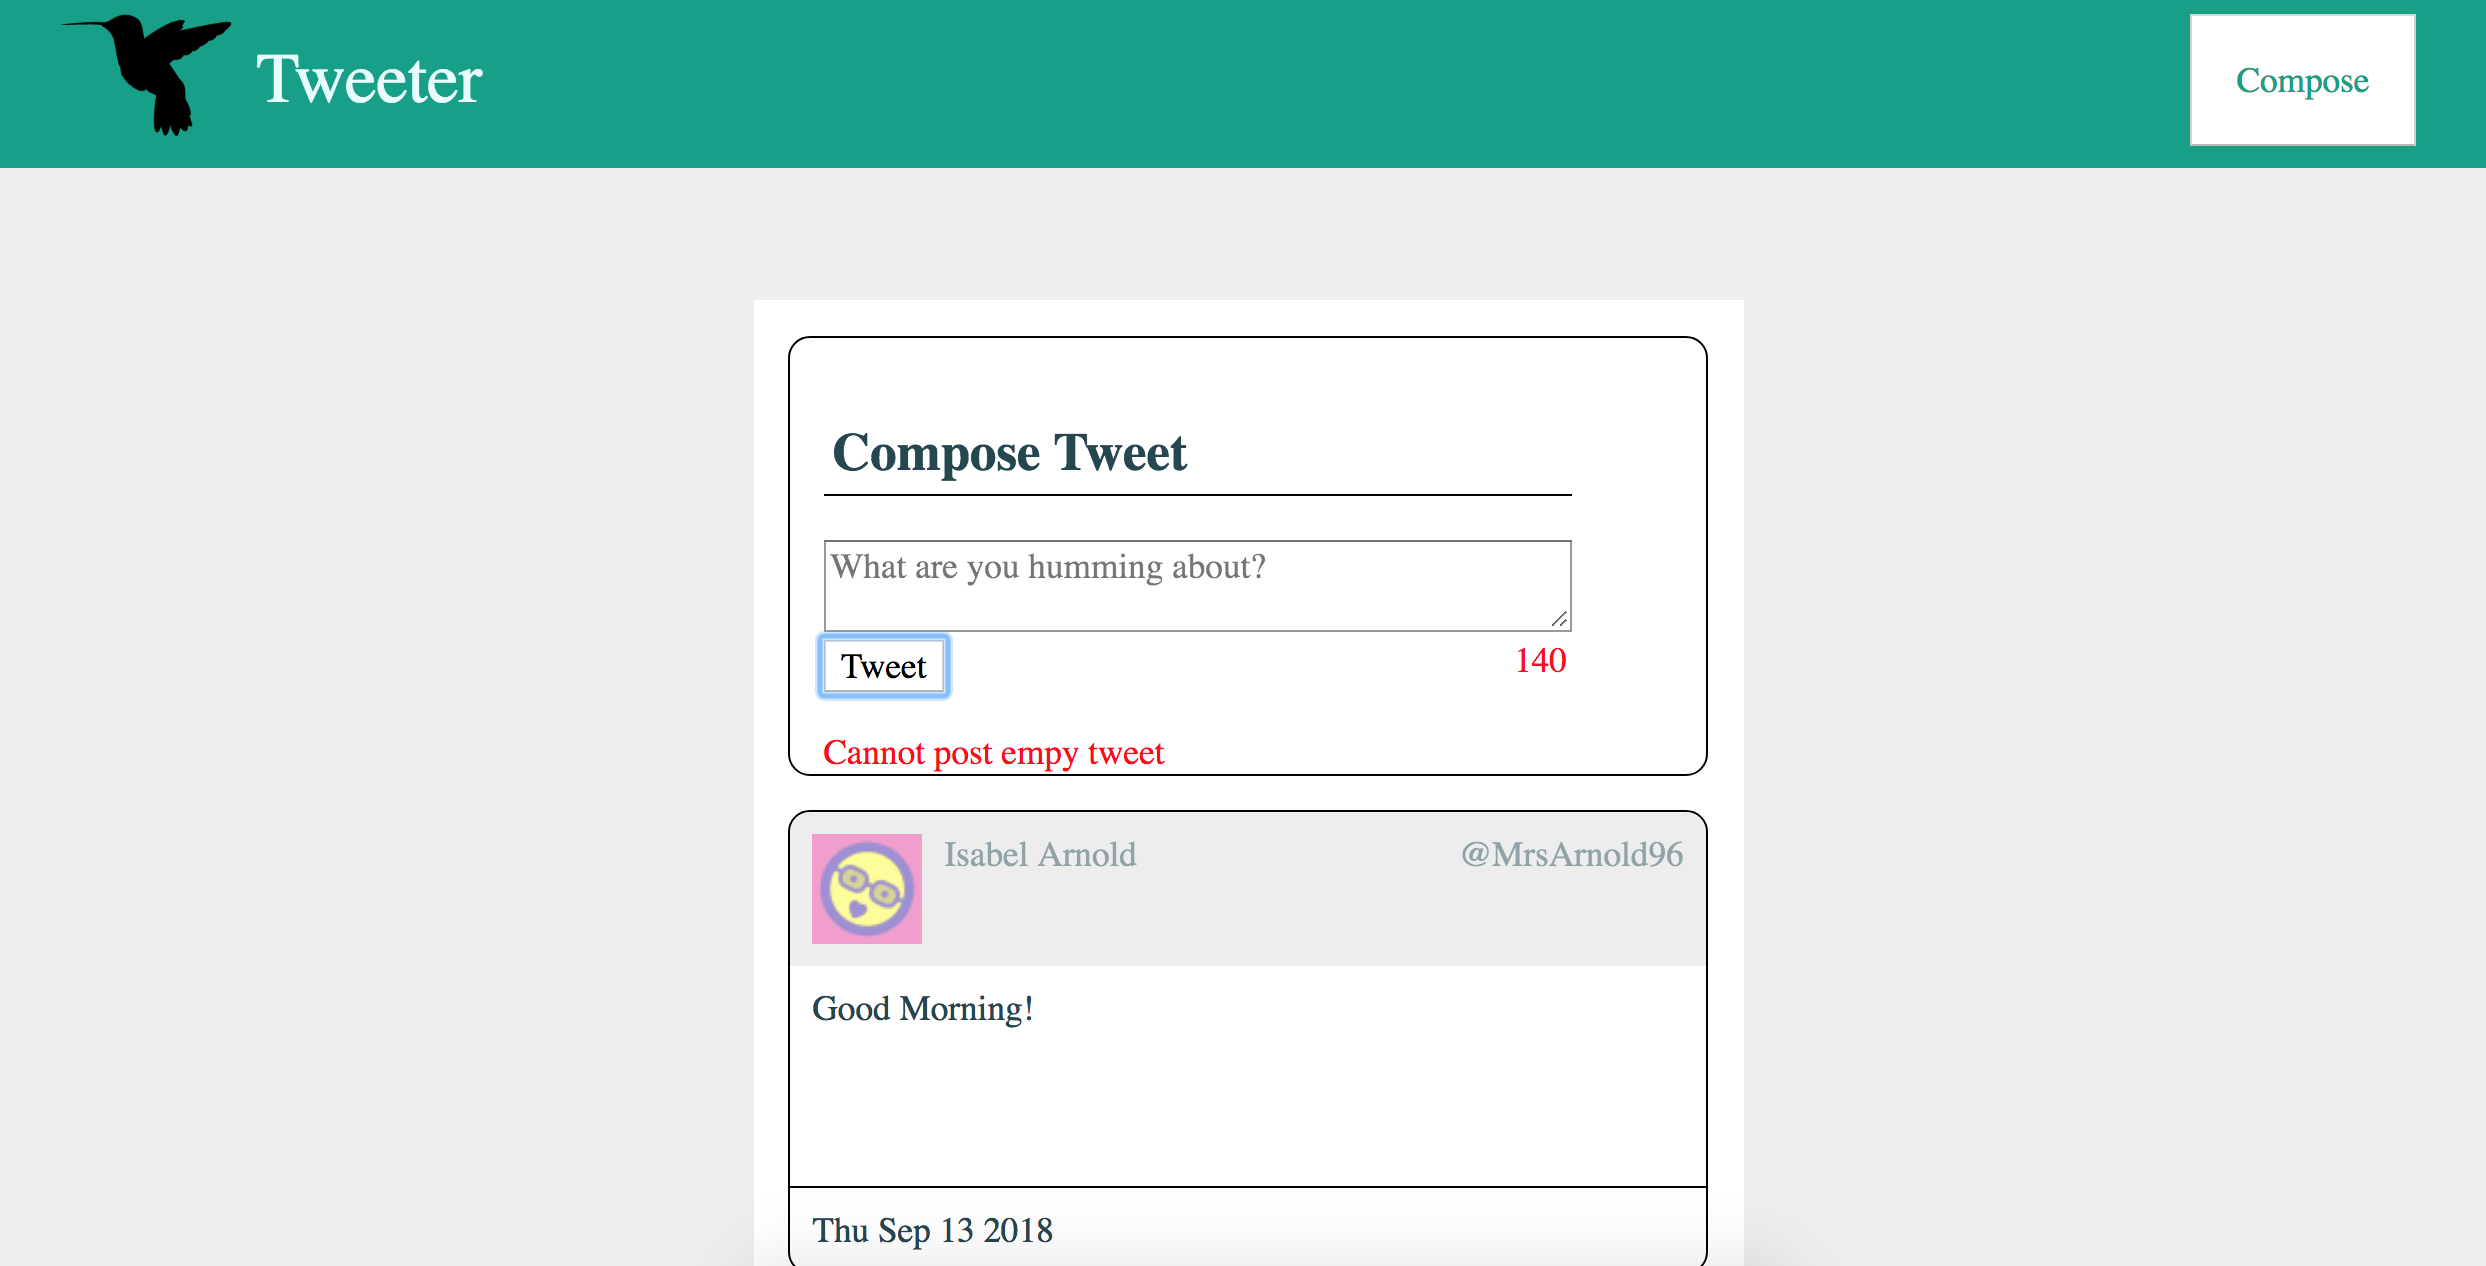 Tweeter
Compose
Compose Tweet
What are you humming about?
Tweet
140
Cannot post empy tweet
Isabel Arnold
@MrsArnold96
Good Morning!
Thu Sep 13 2018